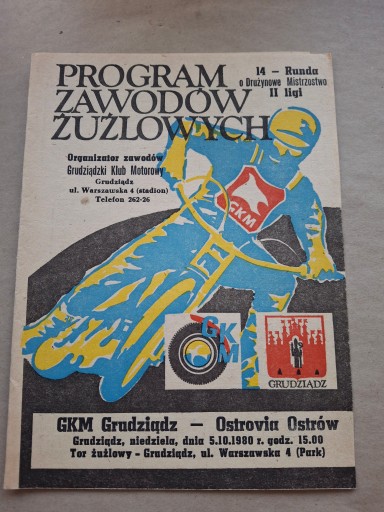 PROGRAM
ZAWODÓW
ŻUŻLOWYCH
14 - Runda
o Drużynowe Mistrzostwo
II ligi
Organizator zawodów
Grudziądzki Klub Motorowy
Grudziądz
ul. Warszawska 4 (stadion)
Telefon 262-26
GKM
GKM
GRUDZIĄDZ
GKM Grudziądz — Ostrovia Ostrów
Grudziądz, niedziela, dnia 5.10.1980 r. godz. 15.00
Tor żużlowy - Grudziądz, ul. Warszawska 4 (Park)